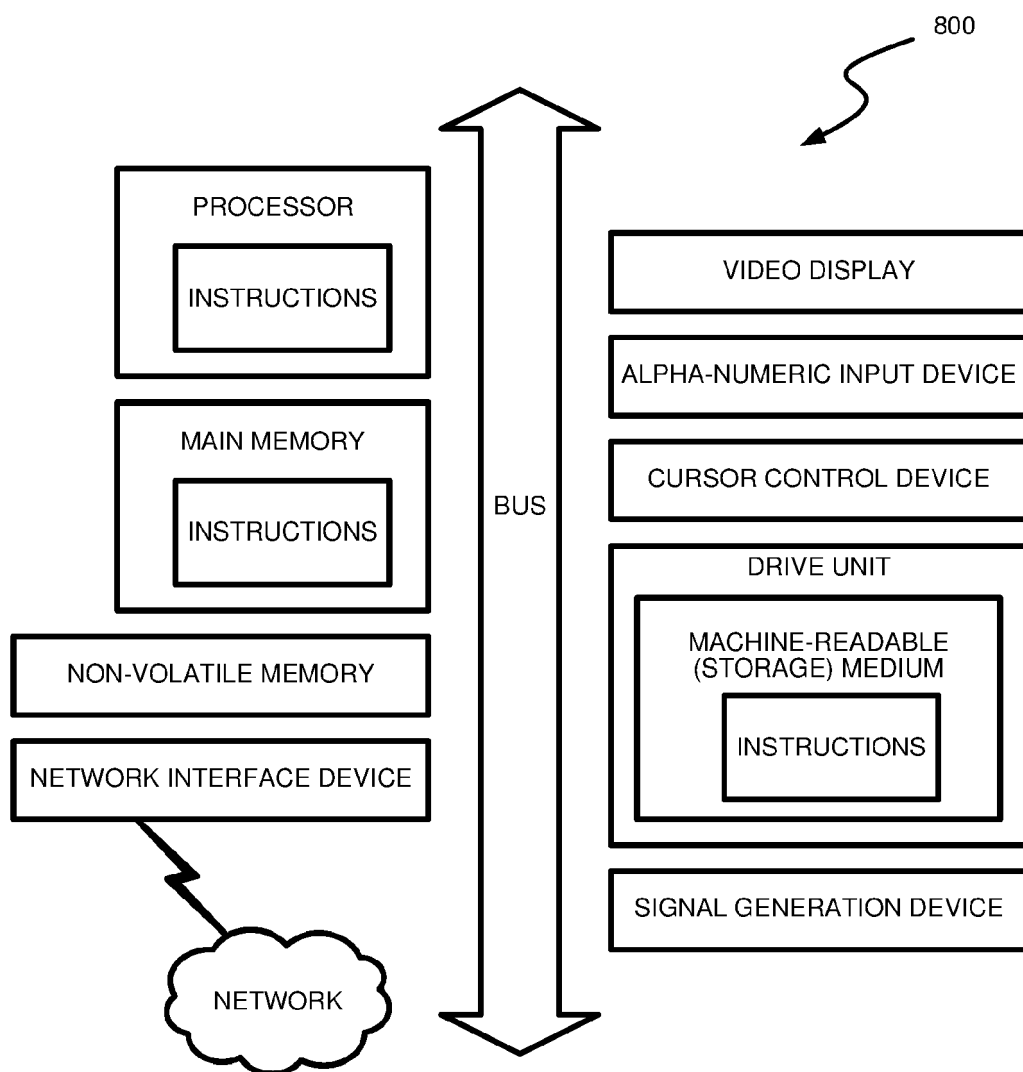 800
PROCESSOR
INSTRUCTIONS
MAIN MEMORY
INSTRUCTIONS
NON-VOLATILE MEMORY
NETWORK INTERFACE DEVICE
NETWORK
BUS
VIDEO DISPLAY
ALPHA-NUMERIC INPUT DEVICE
CURSOR CONTROL DEVICE
DRIVE UNIT
MACHINE-READABLE
(STORAGE) MEDIUM
INSTRUCTIONS
SIGNAL GENERATION DEVICE